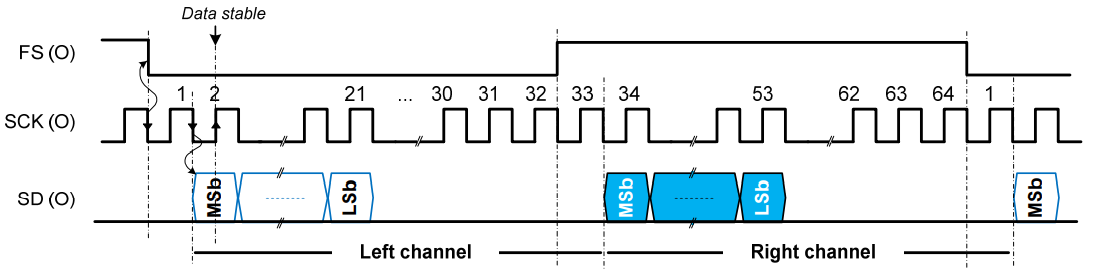 Data stable
FS (O)
1 2 21 ... 30 31 32 33 34 53 62 63 64 1
SCK (O)
SD (O)
MSb LSb MSb LSb MSb
Left channel Right channel